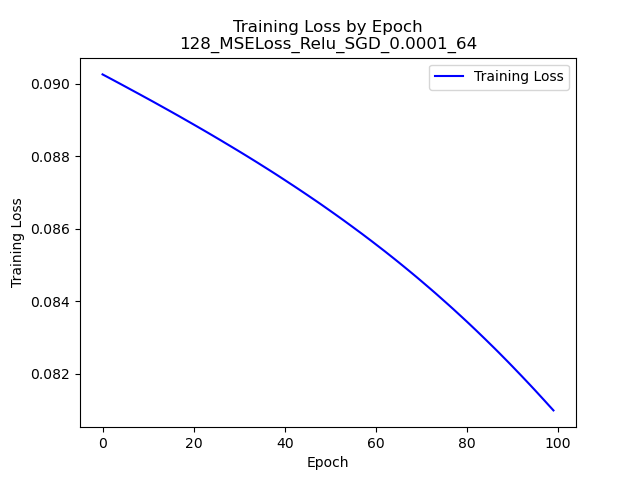 Training Loss by Epoch
128_MSELoss_Relu_SGD_0.0001_64
Training Loss
0.090
0.088
0.086
0.084
0.082
Training Loss
0 20 40 60 80 100
Epoch